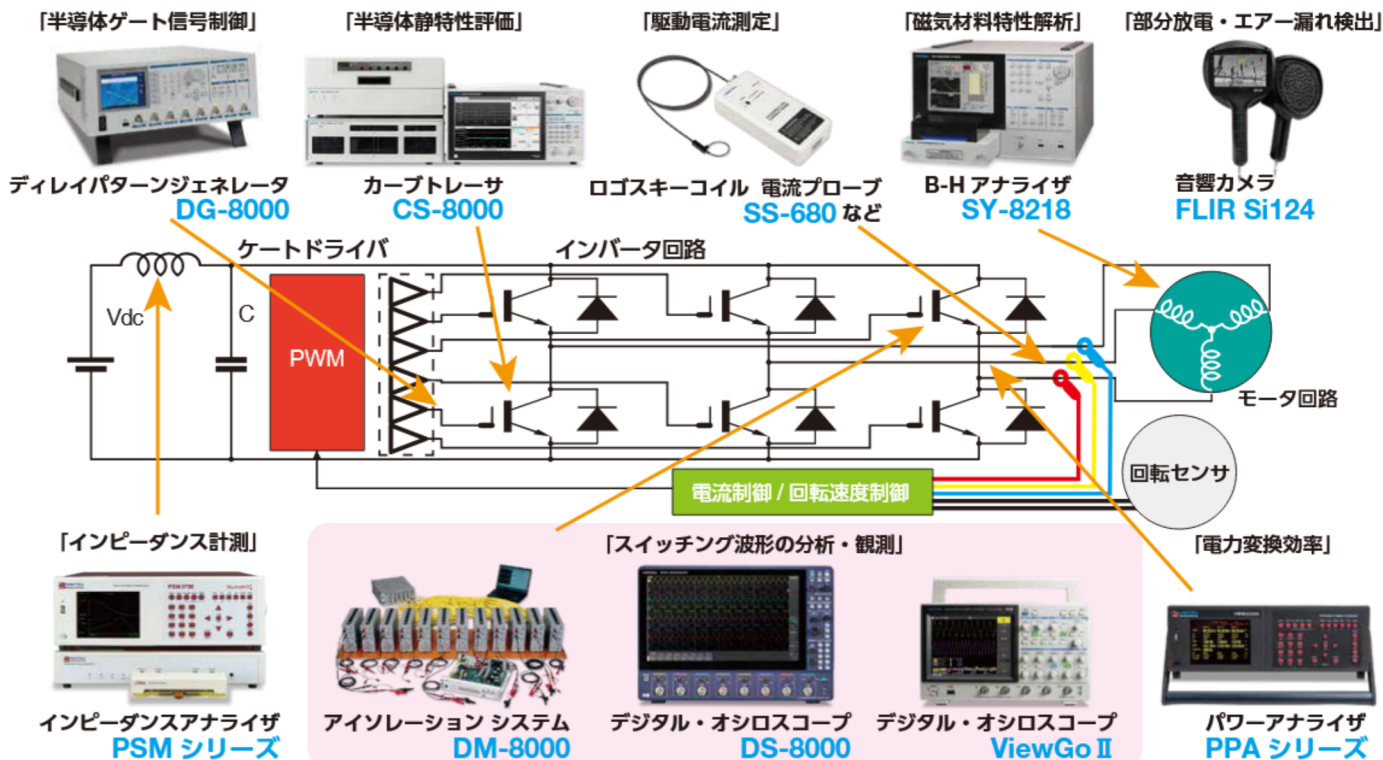 「半導体ゲート信号制御」
「半導体静特性評価」
「駆動電流測定」
「磁気材料特性解析」
「部分放電・エアー漏れ検出」
ディレイパターンジェネレータ
DG-8000
カーブトレーサ
CS-8000
ロゴスキーコイル 電流プローブ
SS-680 など
B-H アナライザ
SY-8218
音響カメラ
FLIR Si124
ケートドライバ
インバータ回路
Vdc
C
PWM
モータ回路
回転センサ
電流制御 / 回転速度制御
「インピーダンス計測」
「スイッチング波形の分析・観測」
「電力変換効率」
インピーダンスアナライザ
PSM シリーズ
アイソレーション システム
DM-8000
デジタル・オシロスコープ
DS-8000
デジタル・オシロスコープ
ViewGo II
パワーアナライザ
PPA シリーズ